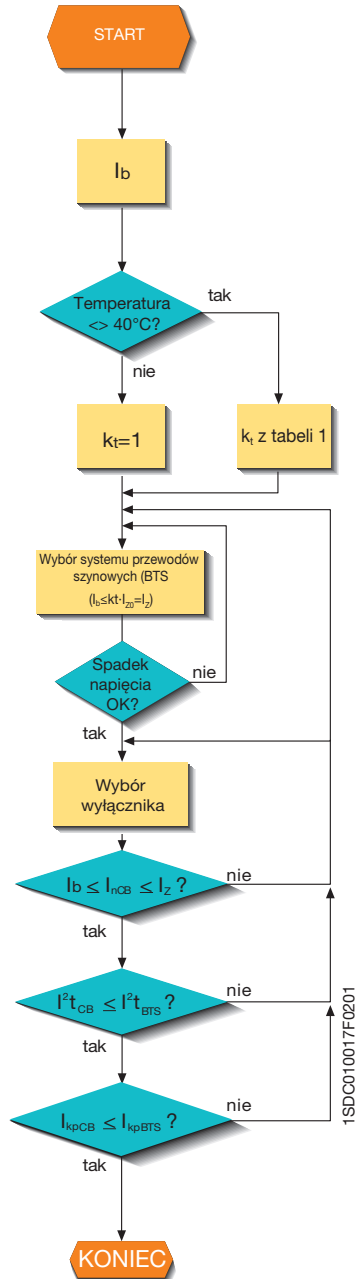 START
Ib
Temperatura
<> 40°C?
tak
nie
kt=1
kt z tabeli 1
Wybór systemu przewodów
szynowych (BTS
(Ib≤kt·IZ0=IZ)
Spadek
napięcia
OK?
nie
tak
Wybór
wyłącznika
Ib ≤ InCB ≤ IZ ?
nie
tak
I²tCB ≤ I²tBTS ?
nie
tak
IkpCB ≤ IkpBTS ?
nie
tak
1SDC010017F0201
KONIEC